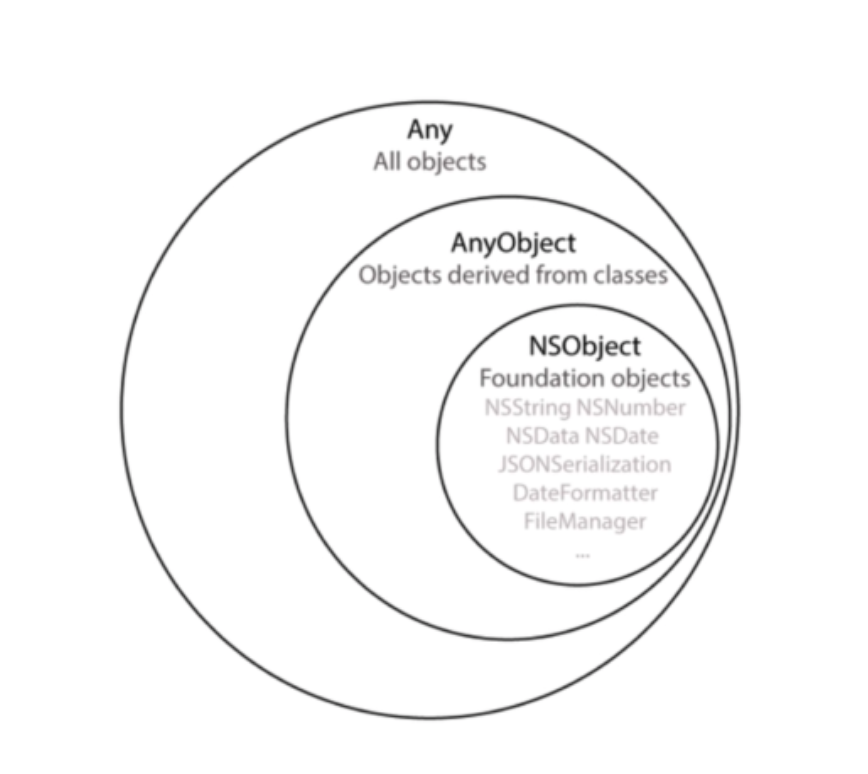 Any
All objects
AnyObject
Objects derived from classes
NSObject
Foundation objects
NSString NSNumber
NSData NSDate
JSONSerialization
DateFormatter
FileManager
...